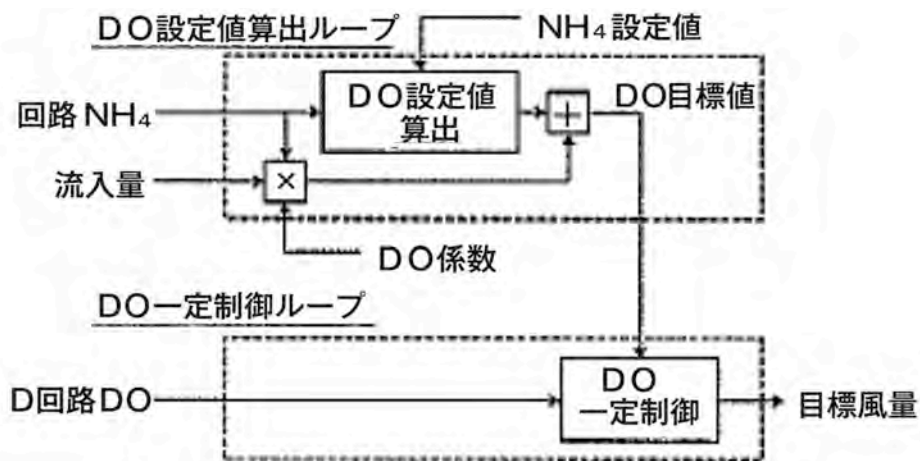 DO設定値算出ループ
NH₄設定値
回路NH₄
DO設定値
算出
+
DO目標値
流入量
×
DO係数
DO一定制御ループ
D回路DO
DO
一定制御
目標風量